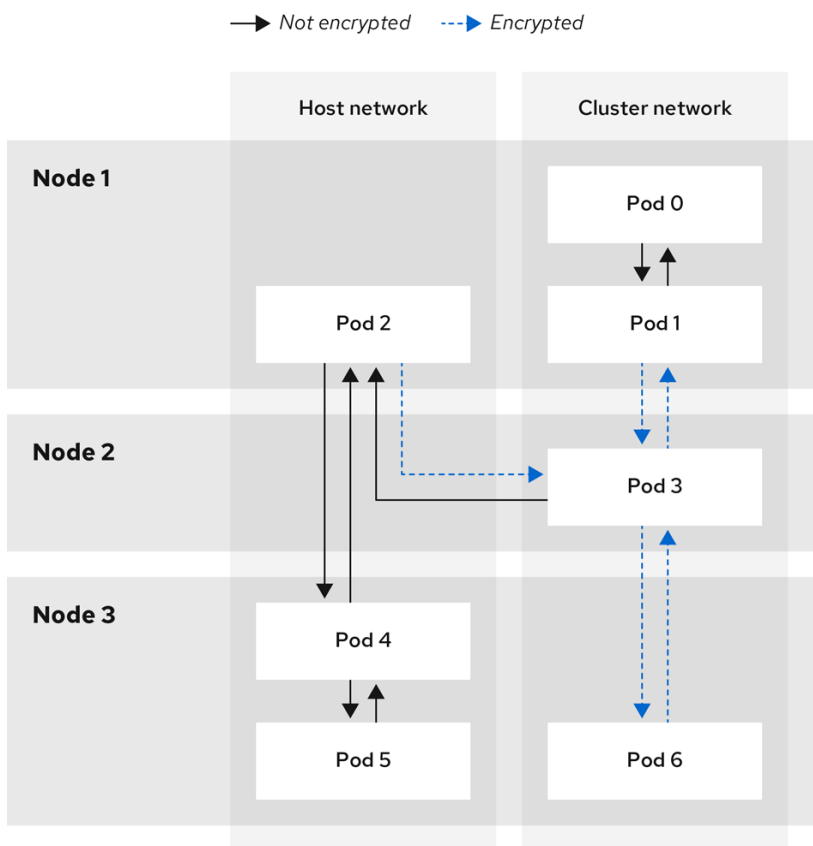 Not encrypted
Encrypted
Host network
Cluster network
Node 1
Pod 0
Pod 2
Pod 1
Node 2
Pod 3
Node 3
Pod 4
Pod 5
Pod 6